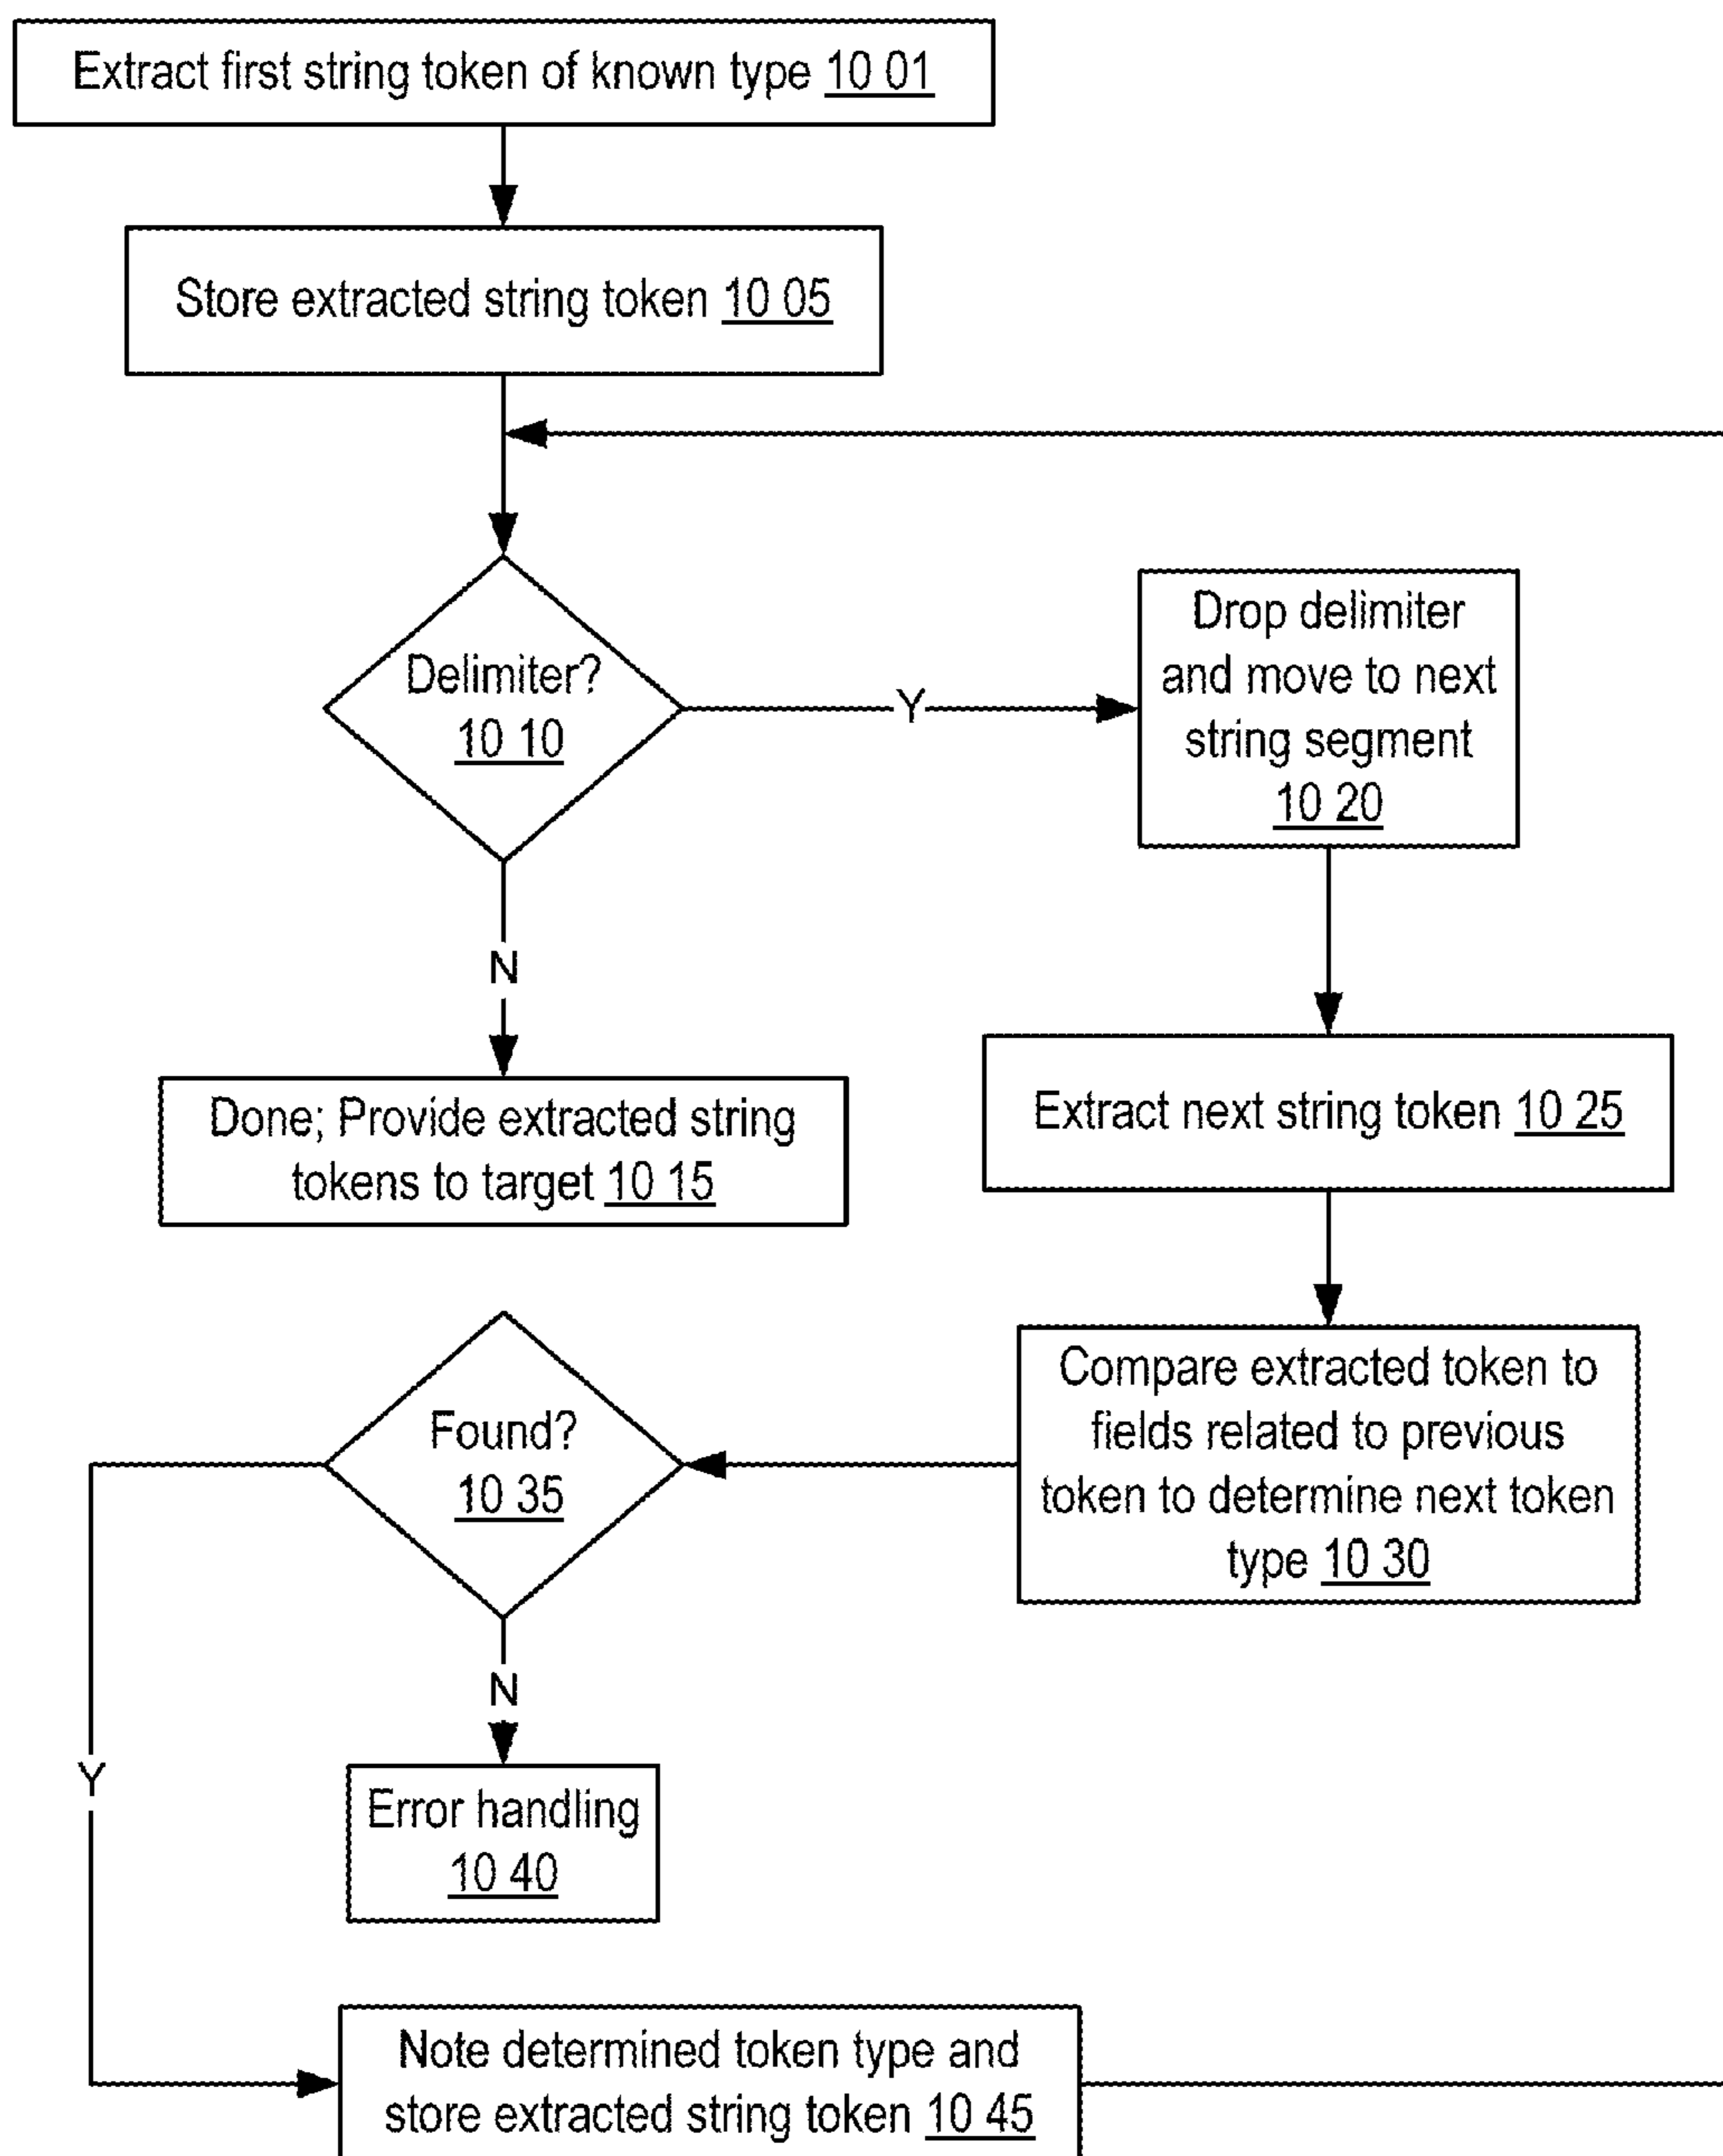 Extract first string token of known type 10 01
Store extracted string token 10 05
Delimiter?
10 10
Y
Drop delimiter
and move to next
string segment
10 20
N
Done; Provide extracted string
tokens to target 10 15
Extract next string token 10 25
Compare extracted token to
fields related to previous
token to determine next token
type 10 30
Found?
10 35
N
Y
Error handling
10 40
Note determined token type and
store extracted string token 10 45